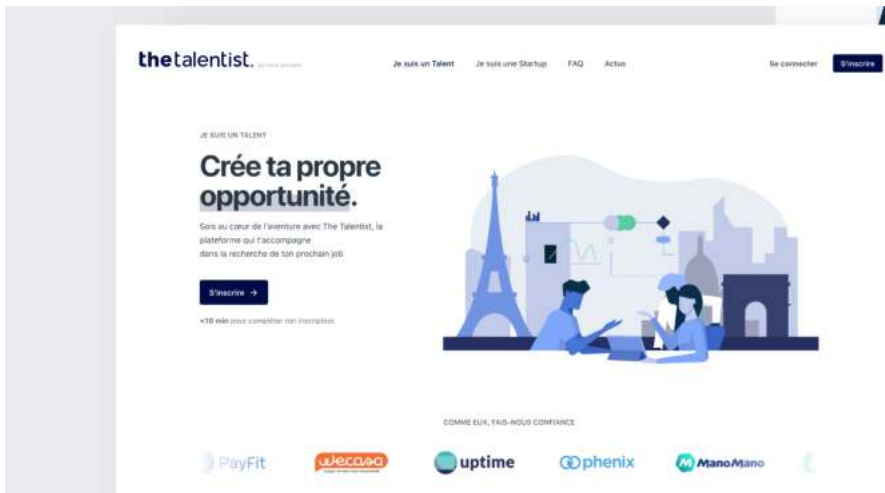 thetalentist.
Je suis un Talent Je suis une Startup FAQ Actus Se connecter S'inscrire
JE SUIS UN TALENT
Crée ta propre
opportunité.
Sois au cœur de l'aventure avec The Talentist, la
plateforme qui t'accompagne
dans la recherche de ton prochain job
S'inscrire →
<10 min pour compléter ton inscription
COMME EUX, FAIS-NOUS CONFIANCE
PayFit wecasa uptime phenix ManoMano